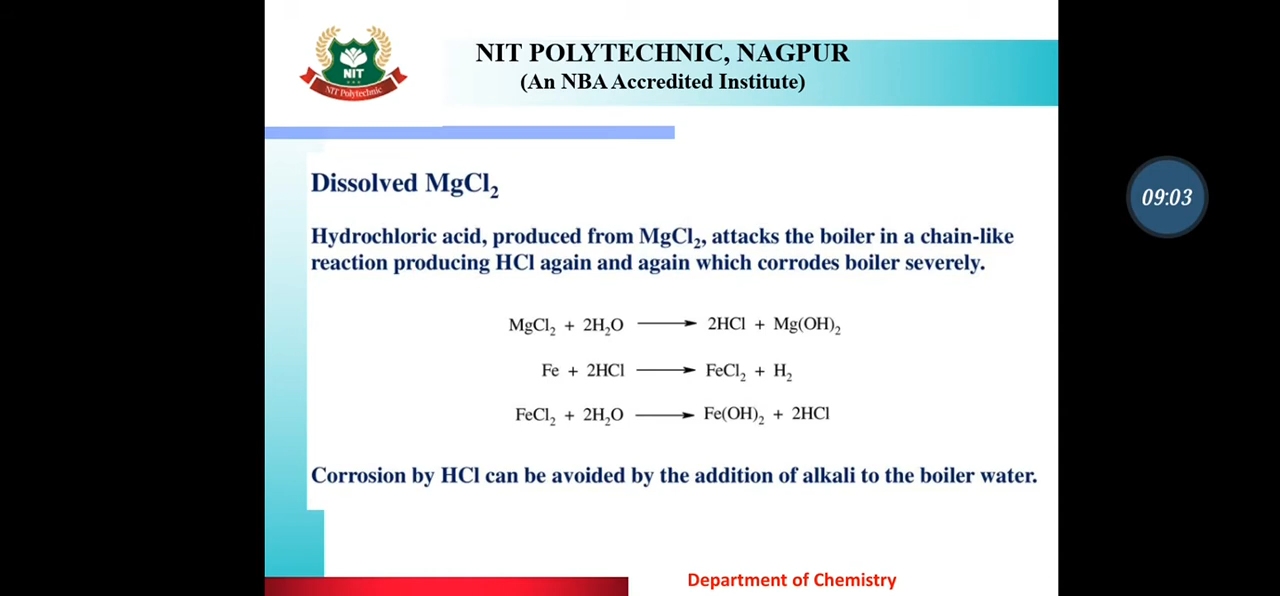 NIT POLYTECHNIC, NAGPUR
(An NBA Accredited Institute)
NIT
NIT Polytechnic
09:03
Dissolved MgCl₂
Hydrochloric acid, produced from MgCl₂, attacks the boiler in a chain-like
reaction producing HCl again and again which corrodes boiler severely.
MgCl₂ + 2H₂O ⟶ 2HCl + Mg(OH)₂
Fe + 2HCl ⟶ FeCl₂ + H₂
FeCl₂ + 2H₂O ⟶ Fe(OH)₂ + 2HCl
Corrosion by HCl can be avoided by the addition of alkali to the boiler water.
Department of Chemistry